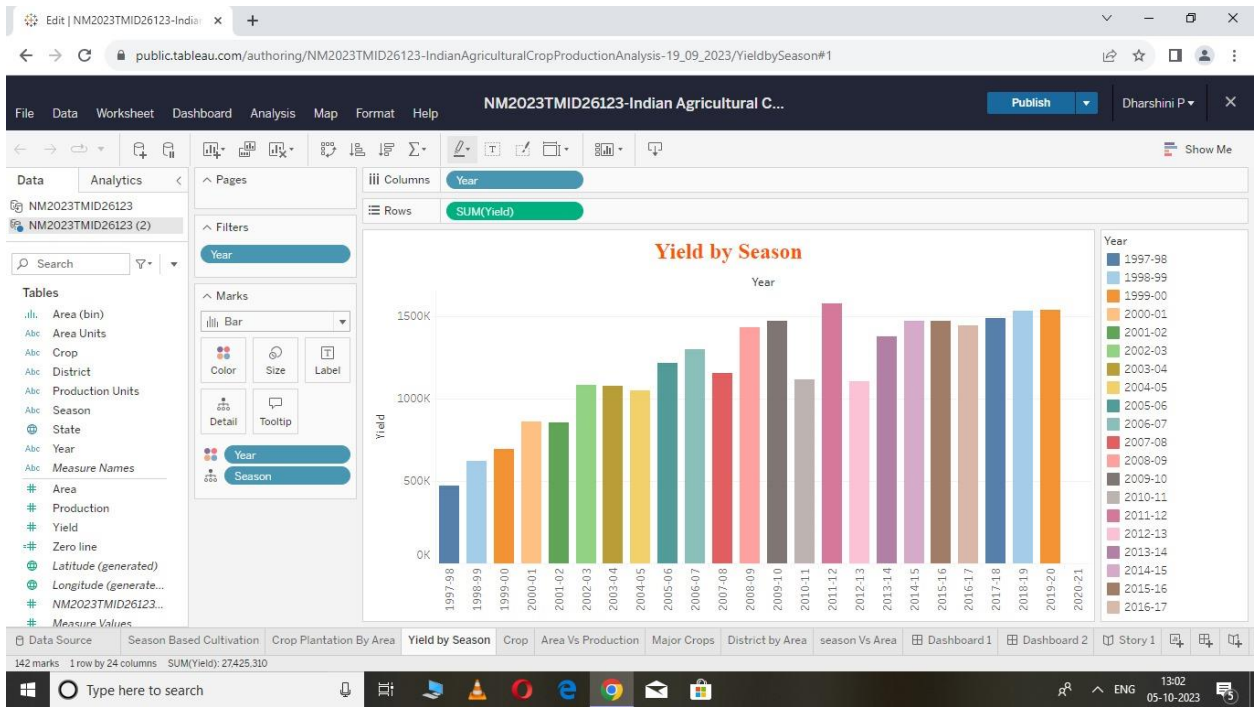 Edit | NM2023TMID26123-India
public.tableau.com/authoring/NM2023TMID26123-IndianAgriculturalCropProductionAnalysis-19_09_2023/YieldbySeason#1
File Data Worksheet Dashboard Analysis Map Format Help
NM2023TMID26123-Indian Agricultural C...
Publish
Dharshini P
Show Me
Data Analytics
NM2023TMID26123
NM2023TMID26123 (2)
Search
Tables
Area (bin)
Abc Area Units
Abc Crop
Abc District
Abc Production Units
Abc Season
State
Abc Year
Abc Measure Names
# Area
# Production
# Yield
=# Zero line
Latitude (generated)
Longitude (generate...
# NM2023TMID26123...
# Measure Values
Pages
Filters
Year
Marks
Bar
Color Size Label
Detail Tooltip
Year
Season
iii Columns Year
Rows SUM(Yield)
Yield by Season
Year
Yield
1500K
1000K
500K
0K
1997-98
1998-99
1999-00
2000-01
2001-02
2002-03
2003-04
2004-05
2005-06
2006-07
2007-08
2008-09
2009-10
2010-11
2011-12
2012-13
2013-14
2014-15
2015-16
2016-17
2017-18
2018-19
2019-20
2020-21
Year
1997-98
1998-99
1999-00
2000-01
2001-02
2002-03
2003-04
2004-05
2005-06
2006-07
2007-08
2008-09
2009-10
2010-11
2011-12
2012-13
2013-14
2014-15
2015-16
2016-17
Data Source Season Based Cultivation Crop Plantation By Area Yield by Season Crop Area Vs Production Major Crops District by Area season Vs Area Dashboard 1 Dashboard 2 Story 1
142 marks 1 row by 24 columns SUM(Yield): 27,425,310
Type here to search
ENG
13:02
05-10-2023
5